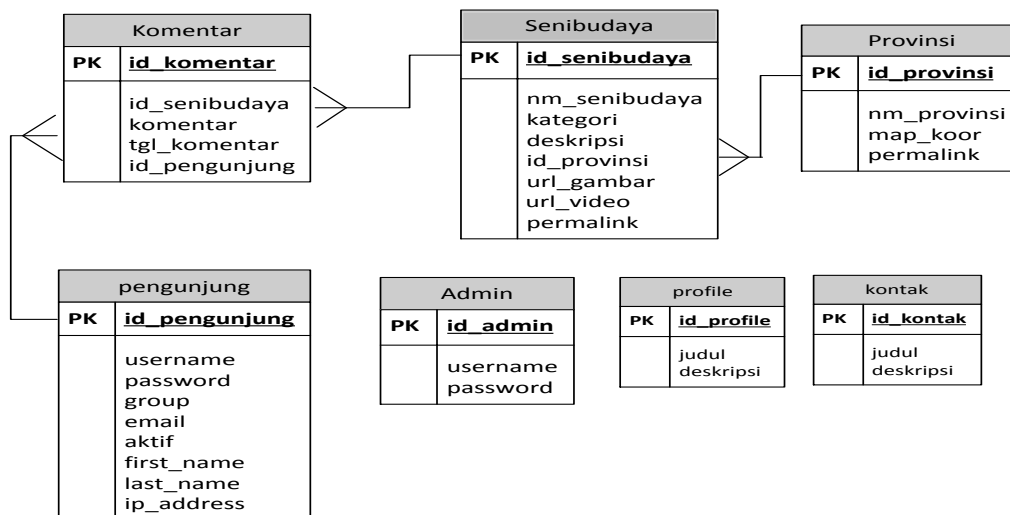 Komentar
PK id_komentar
id_senibudaya
komentar
tgl_komentar
id_pengunjung
Senibudaya
PK id_senibudaya
nm_senibudaya
kategori
deskripsi
id_provinsi
url_gambar
url_video
permalink
Provinsi
PK id_provinsi
nm_provinsi
map_koor
permalink
pengunjung
PK id_pengunjung
username
password
group
email
aktif
first_name
last_name
ip_address
Admin
PK id_admin
username
password
profile
PK id_profile
judul
deskripsi
kontak
PK id_kontak
judul
deskripsi